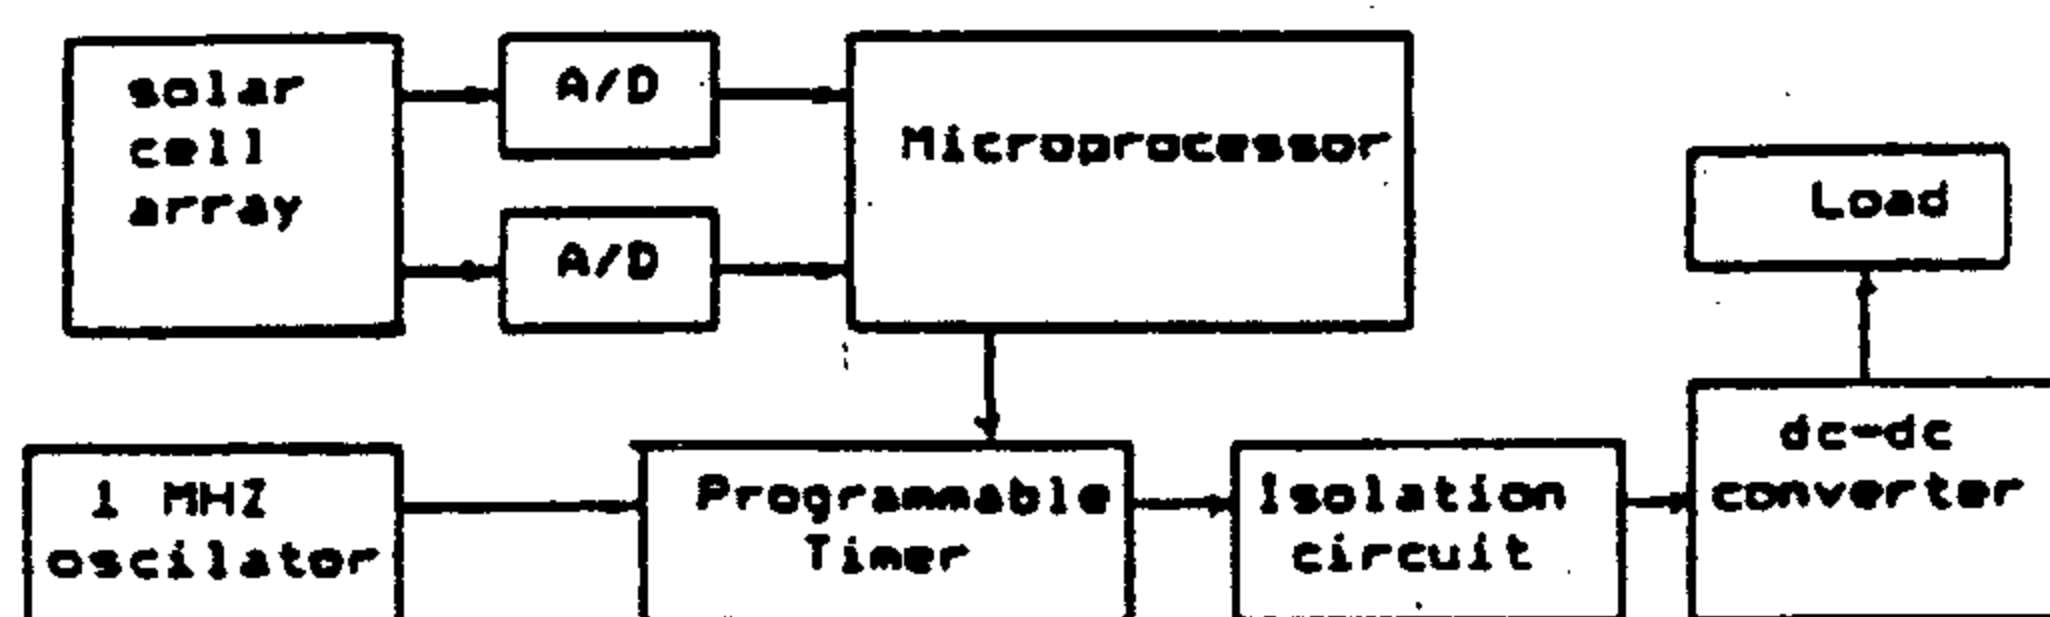 solar
cell
array
A/D
A/D
Microprocessor
Load
1 MHZ
oscilator
Programmable
Timer
Isolation
circuit
dc-dc
converter